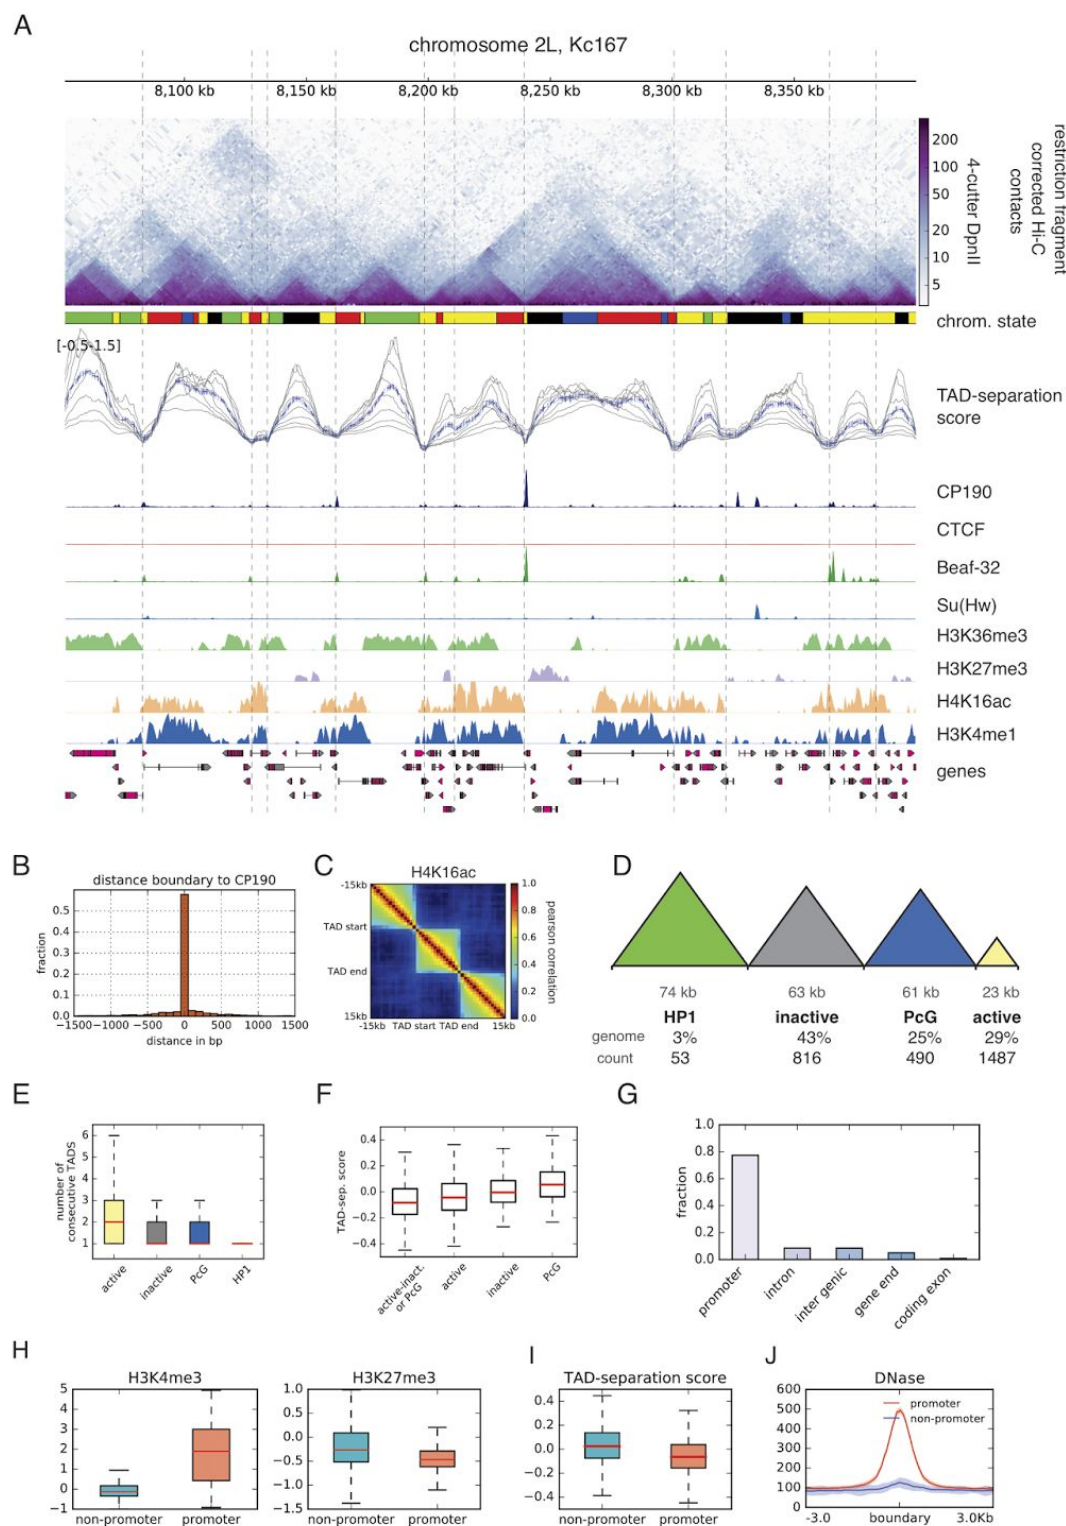 A
chromosome 2L, Kc167
8,100 kb 8,150 kb 8,200 kb 8,250 kb 8,300 kb 8,350 kb
200
100
50
20
10
5
4-cutter DpnII
restriction fragment
corrected Hi-C
contacts
chrom. state
[-0.5-1.5]
TAD-separation
score
CP190
CTCF
Beaf-32
Su(Hw)
H3K36me3
H3K27me3
H4K16ac
H3K4me1
genes
B
distance boundary to CP190
fraction
0.5
0.4
0.3
0.2
0.1
0.0
−1500 −1000 −500 0 500 1000 1500
distance in bp
C
H4K16ac
-15kb
TAD start
TAD end
15kb
-15kb TAD start TAD end 15kb
1.0
0.8
0.6
0.4
0.2
0.0
pearson correlation
D
74 kb 63 kb 61 kb 23 kb
HP1 inactive PcG active
genome 3% 43% 25% 29%
count 53 816 490 1487
E
number of
consecutive TADS
6
5
4
3
2
1
active inactive PcG HP1
F
TAD-sep. score
0.4
0.2
0.0
−0.2
−0.4
active-inact.
or PcG
active inactive PcG
G
fraction
1.0
0.8
0.6
0.4
0.2
0.0
promoter intron inter genic gene end coding exon
H
H3K4me3
5
4
3
2
1
0
−1
non-promoter promoter
H3K27me3
1.0
0.5
0.0
−0.5
−1.0
−1.5
non-promoter promoter
I
TAD-separation score
0.4
0.2
0.0
−0.2
−0.4
non-promoter promoter
J
DNase
600
500
400
300
200
100
0
promoter
non-promoter
-3.0 boundary 3.0Kb